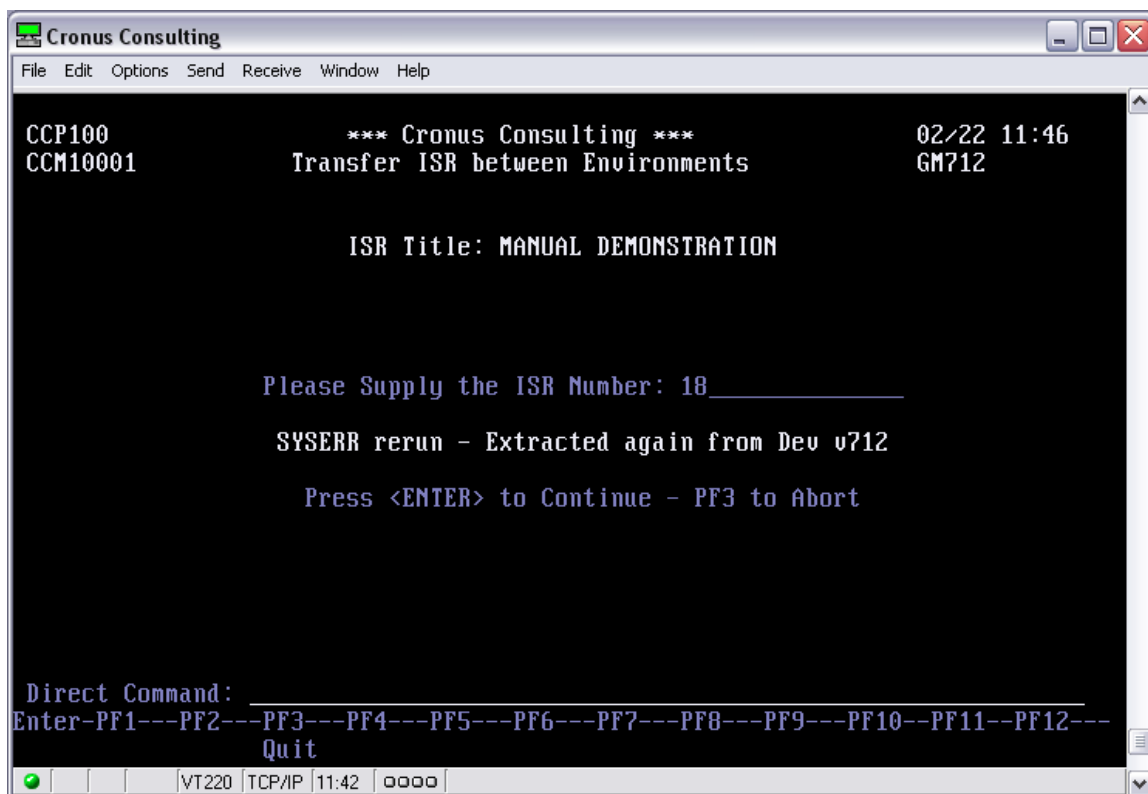 Cronus Consulting
File Edit Options Send Receive Window Help
CCP100 *** Cronus Consulting *** 02/22 11:46
CCM10001 Transfer ISR between Environments GM712
ISR Title: MANUAL DEMONSTRATION
Please Supply the ISR Number: 18_______________
SYSERR rerun - Extracted again from Dev v712
Press <ENTER> to Continue - PF3 to Abort
Direct Command: ____________________________________________________________
Enter-PF1---PF2---PF3---PF4---PF5---PF6---PF7---PF8---PF9---PF10--PF11--PF12---
Quit
VT220 TCP/IP 11:42